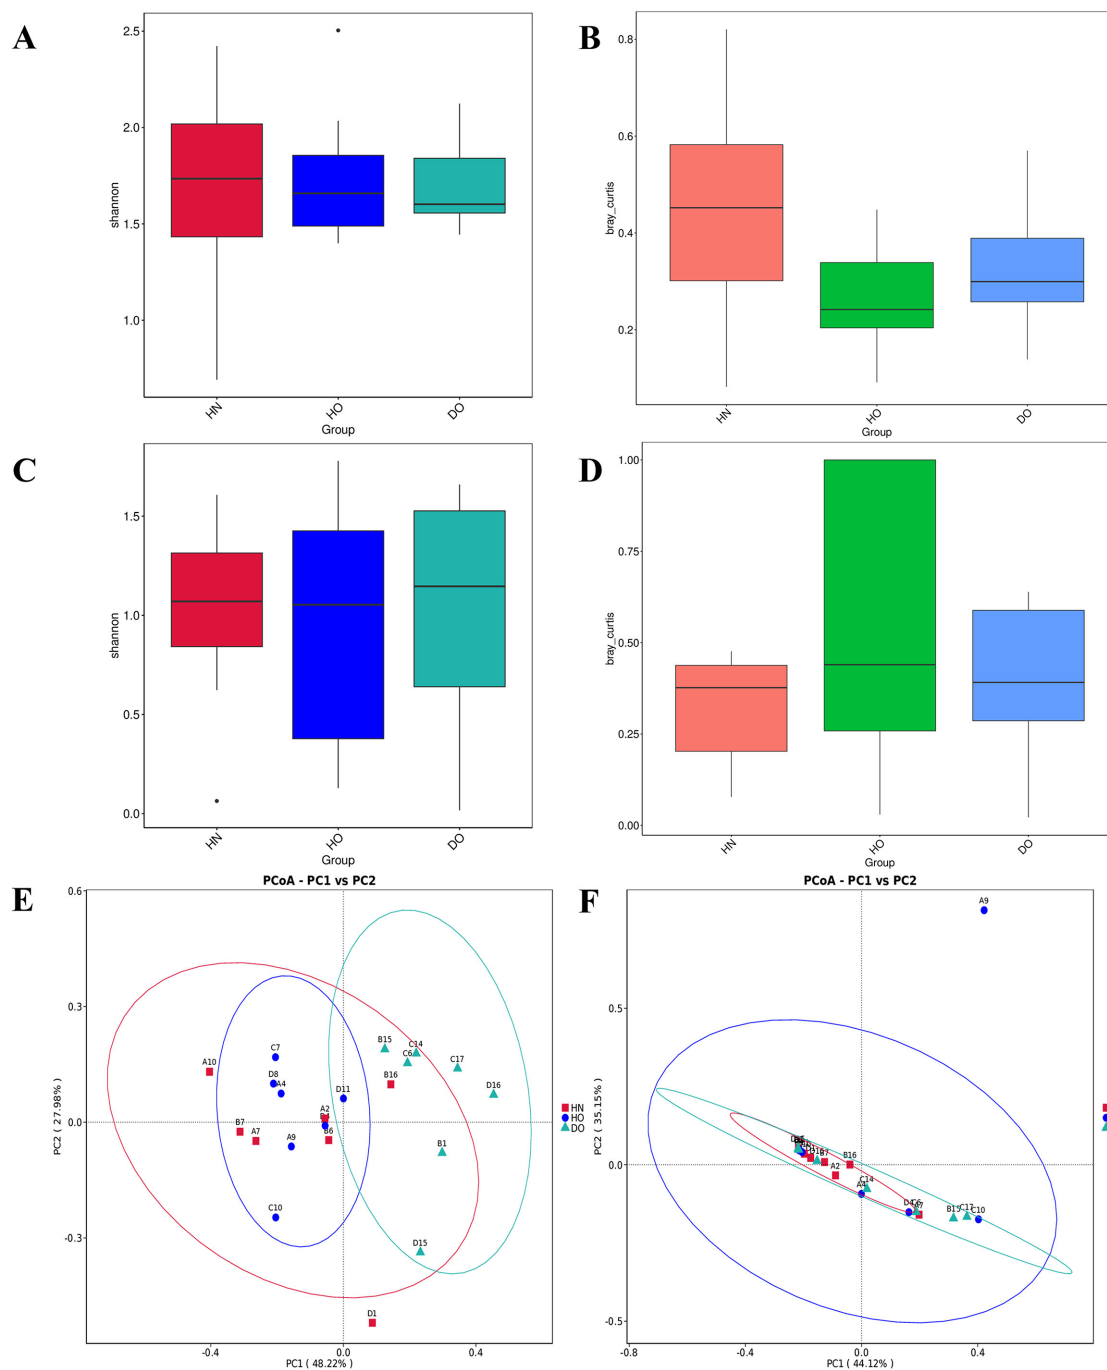 A
2.5
2.0
1.5
1.0
shannon
HN
HO
DO
Group
B
0.8
0.6
0.4
0.2
bray_curtis
HN
HO
DO
Group
C
1.5
1.0
0.5
0.0
shannon
HN
HO
DO
Group
D
1.00
0.75
0.50
0.25
0.00
bray_curtis
HN
HO
DO
Group
E
PCoA - PC1 vs PC2
0.6
0.3
0.0
-0.3
PC2 ( 27.98% )
C7
A10
D8
A4
D11
B7
A7
A9
C10
A2
B6
B16
B15
C6
C14
C17
D16
B1
D15
D1
-0.4
0.0
0.4
PC1 ( 48.22% )
HN
HO
DO
F
PCoA - PC1 vs PC2
0.5
0.0
-0.5
PC2 ( 35.15% )
A9
B16
A2
C14
A4
D4
C6
B15
C17
C10
-0.8
-0.4
0.0
0.4
PC1 ( 44.12% )